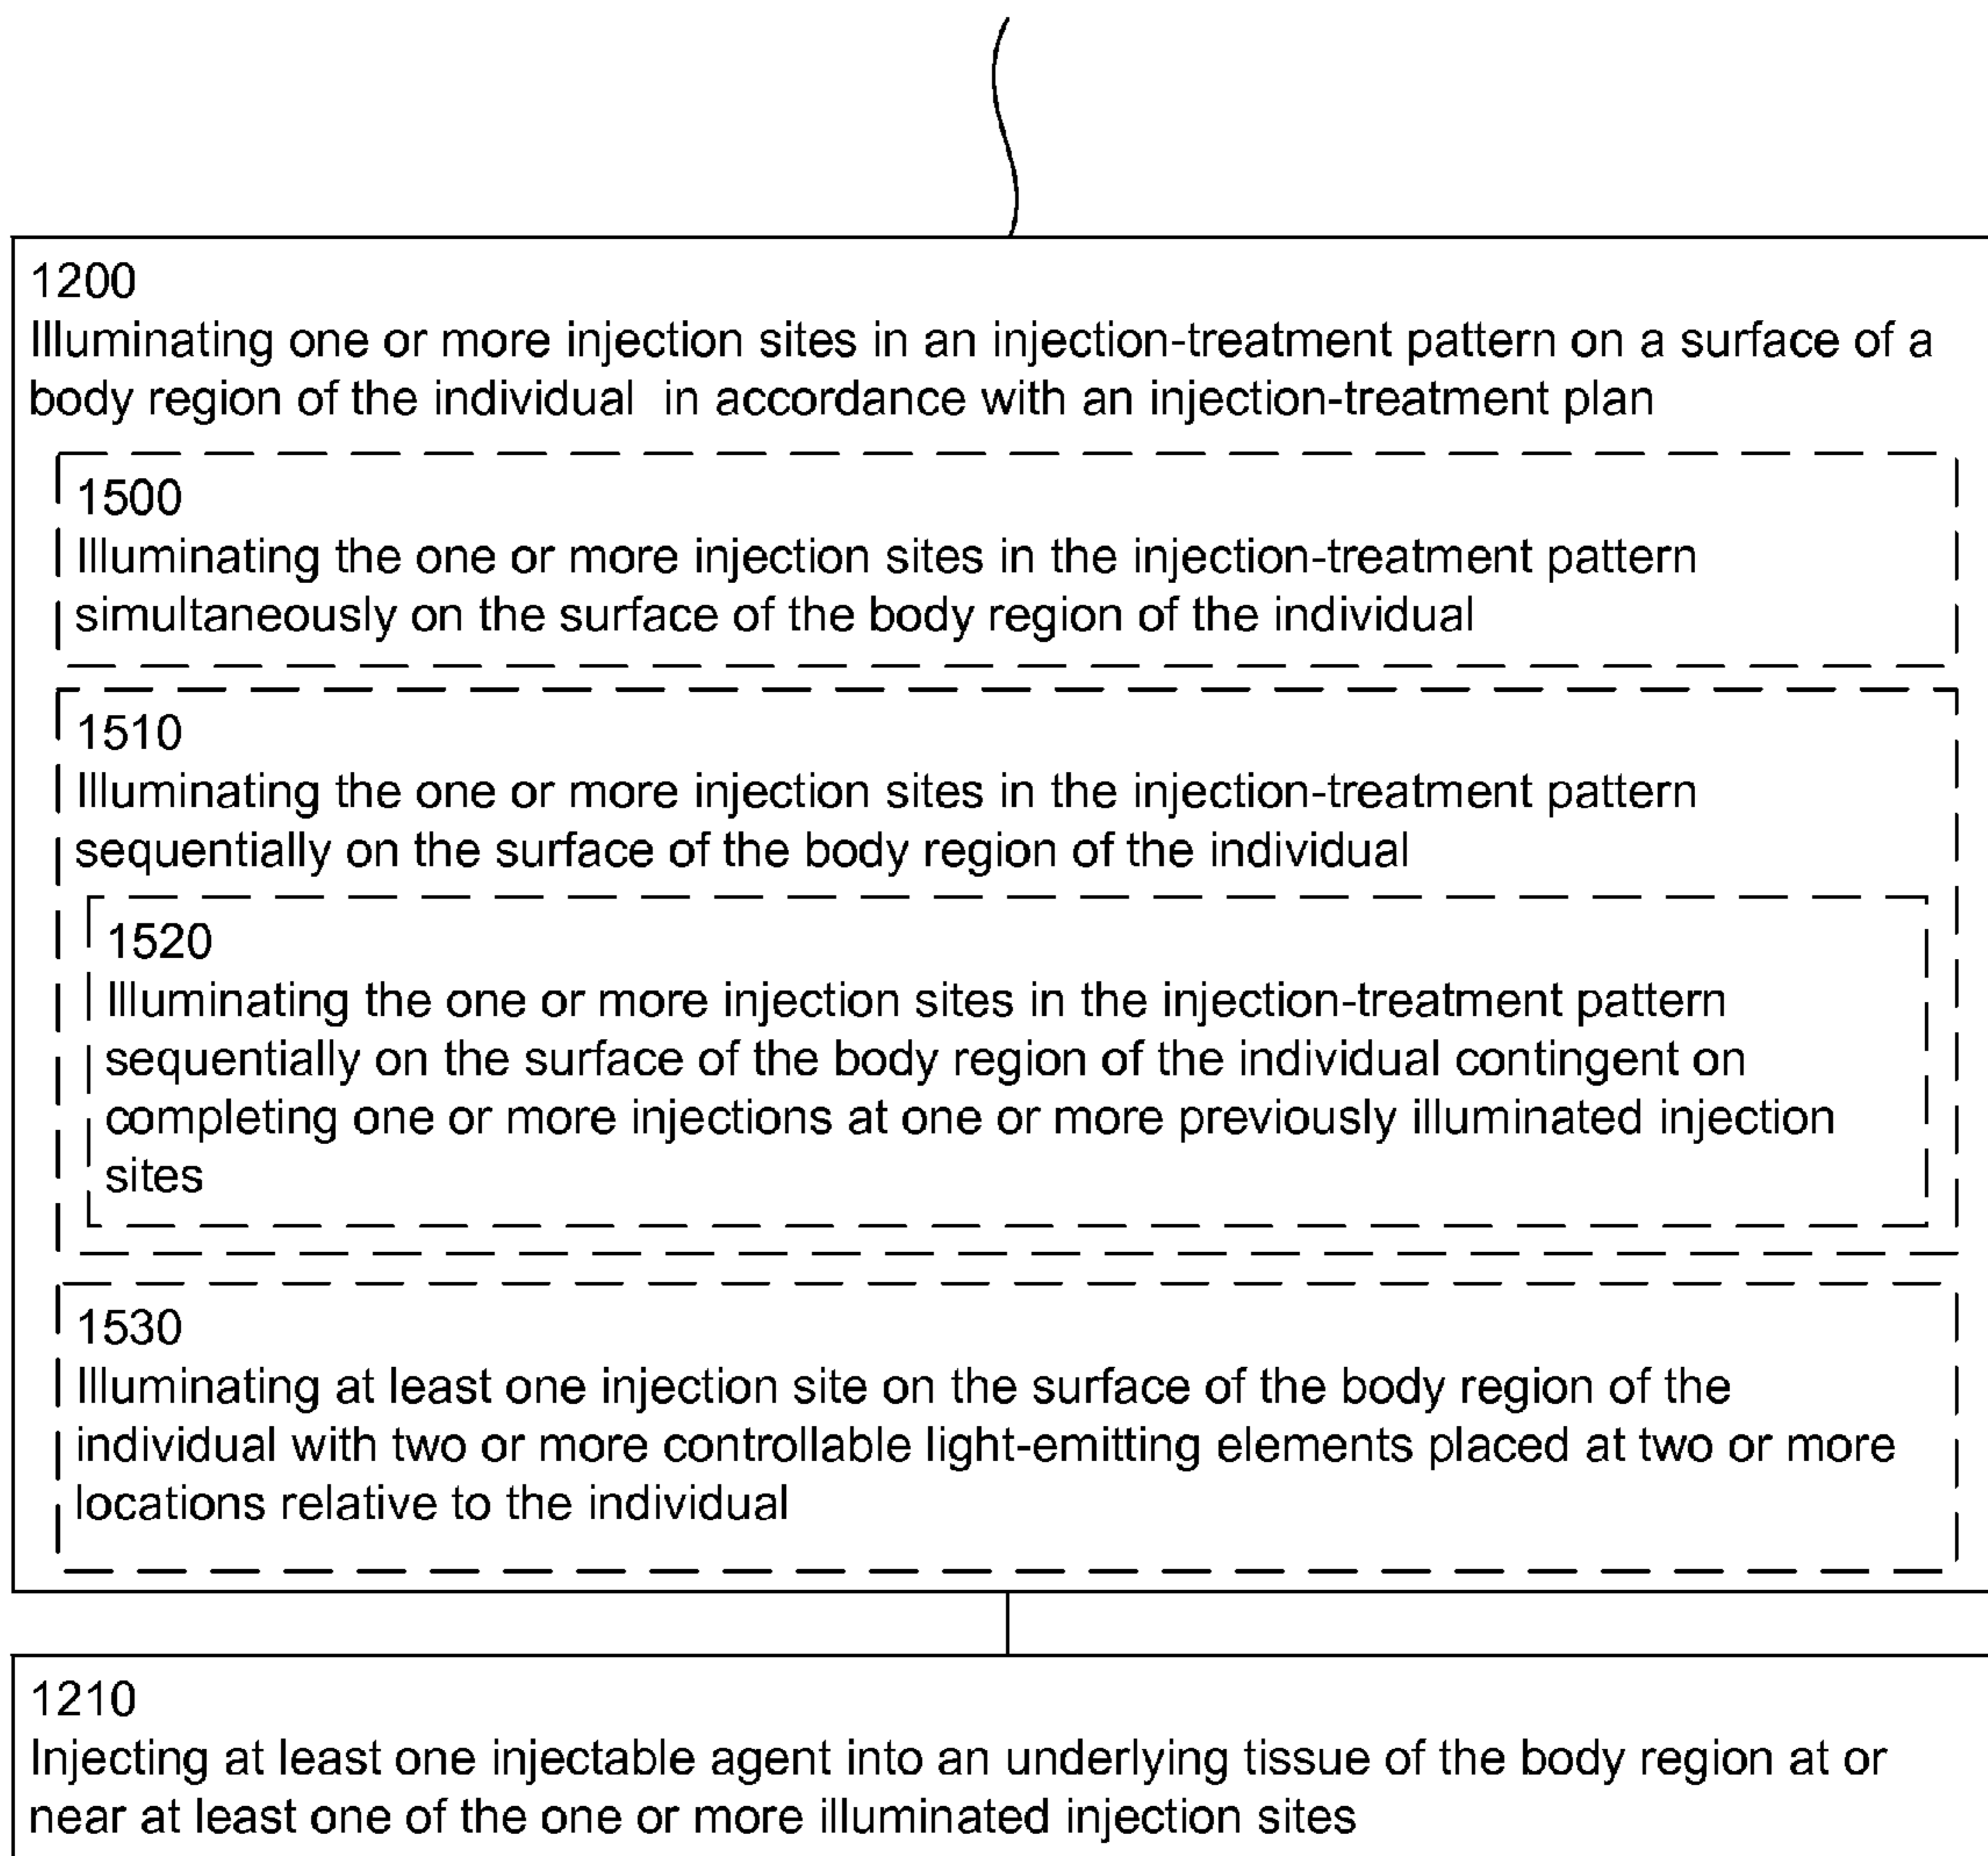 1200
Illuminating one or more injection sites in an injection-treatment pattern on a surface of a
body region of the individual  in accordance with an injection-treatment plan
1500
Illuminating the one or more injection sites in the injection-treatment pattern
simultaneously on the surface of the body region of the individual
1510
Illuminating the one or more injection sites in the injection-treatment pattern
sequentially on the surface of the body region of the individual
1520
Illuminating the one or more injection sites in the injection-treatment pattern
sequentially on the surface of the body region of the individual contingent on
completing one or more injections at one or more previously illuminated injection
sites
1530
Illuminating at least one injection site on the surface of the body region of the
individual with two or more controllable light-emitting elements placed at two or more
locations relative to the individual
1210
Injecting at least one injectable agent into an underlying tissue of the body region at or
near at least one of the one or more illuminated injection sites